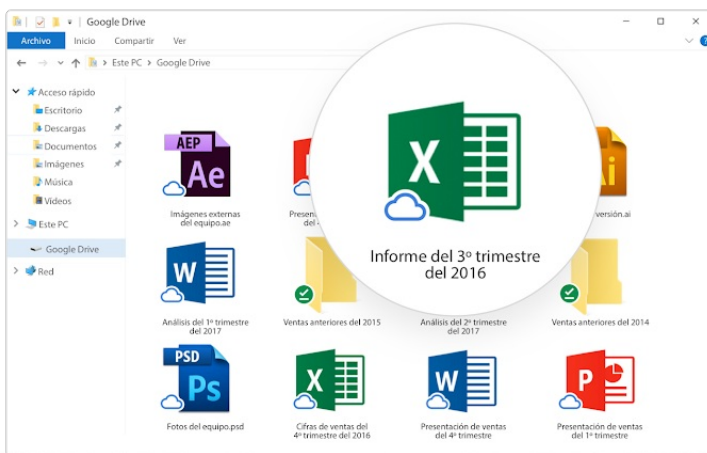 Google Drive
Archivo Inicio Compartir Ver
Este PC > Google Drive
Acceso rápido
Escritorio
Descargas
Documentos
Imágenes
Música
Videos
Este PC
Google Drive
Red
AEP
Ae
Imágenes externas
del equipo.ae
X
Informe del 3º trimestre
del 2016
Ai
versión.ai
W
Análisis del 1º trimestre
del 2017
Ventas anteriores del 2015
Análisis del 2º trimestre
del 2017
Ventas anteriores del 2014
PSD
Ps
Fotos del equipo.psd
X
Cifras de ventas del
4º trimestre del 2016
W
Presentación de ventas
del 4º trimestre
P
Presentación de ventas
del 1º trimestre